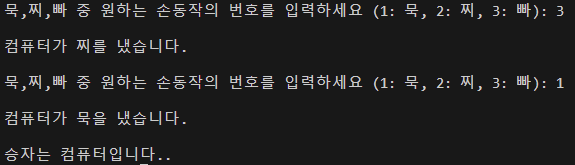 묵,찌,빠 중 원하는 손동작의 번호를 입력하세요 (1: 묵, 2: 찌, 3: 빠): 3
컴퓨터가 찌를 냈습니다.
묵,찌,빠 중 원하는 손동작의 번호를 입력하세요 (1: 묵, 2: 찌, 3: 빠): 1
컴퓨터가 묵을 냈습니다.
승자는 컴퓨터입니다..